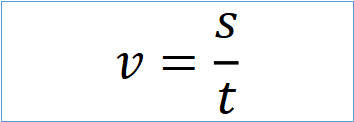 v = s/t